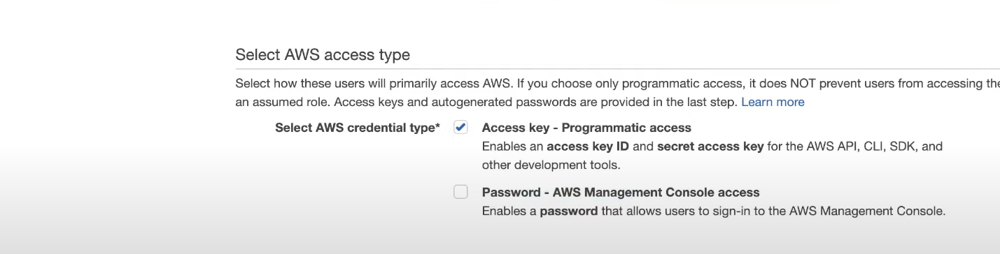 Select AWS access type
Select how these users will primarily access AWS. If you choose only programmatic access, it does NOT prevent users from accessing the
an assumed role. Access keys and autogenerated passwords are provided in the last step. Learn more
Select AWS credential type* Access key - Programmatic access
Enables an access key ID and secret access key for the AWS API, CLI, SDK, and
other development tools.
Password - AWS Management Console access
Enables a password that allows users to sign-in to the AWS Management Console.